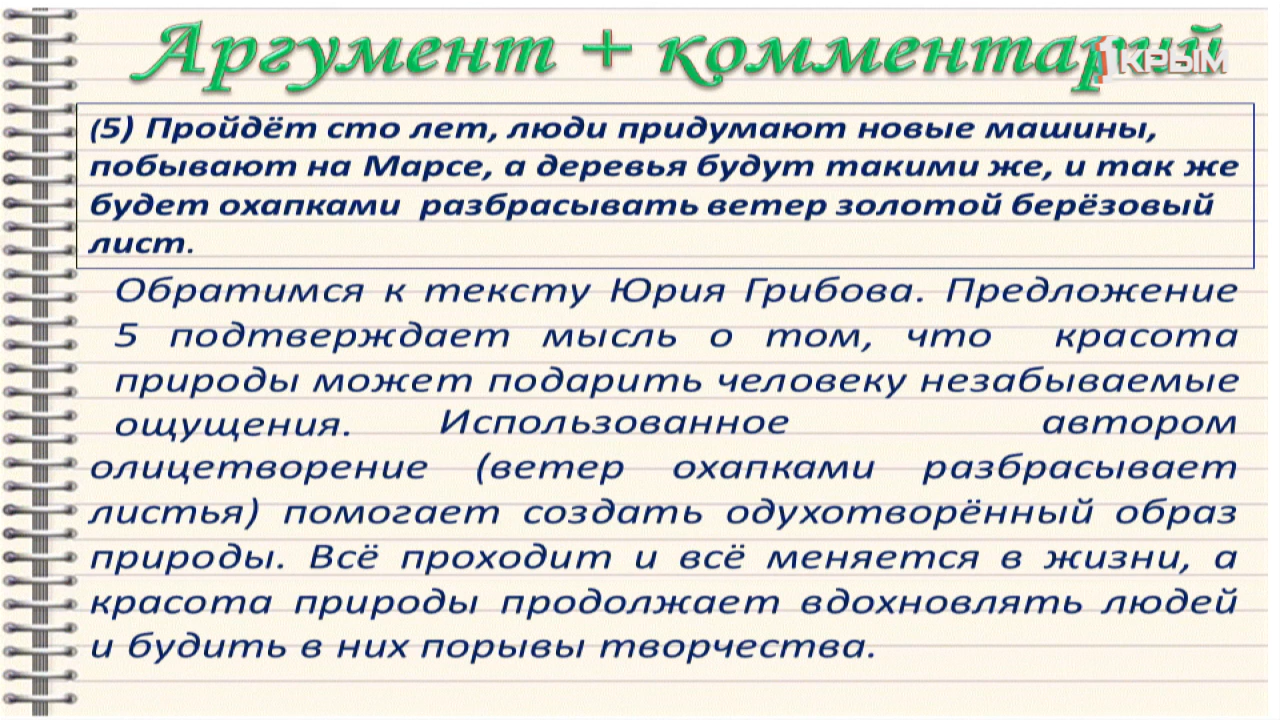 Аргумент + комментарий
1КРЫМ
(5) Пройдёт сто лет, люди придумают новые машины,
побывают на Марсе, а деревья будут такими же, и так же
будет охапками разбрасывать ветер золотой берёзовый
лист.
Обратимся к тексту Юрия Грибова. Предложение
5 подтверждает мысль о том, что красота
природы может подарить человеку незабываемые
ощущения. Использованное автором
олицетворение (ветер охапками разбрасывает
листья) помогает создать одухотворённый образ
природы. Всё проходит и всё меняется в жизни, а
красота природы продолжает вдохновлять людей
и будить в них порывы творчества.